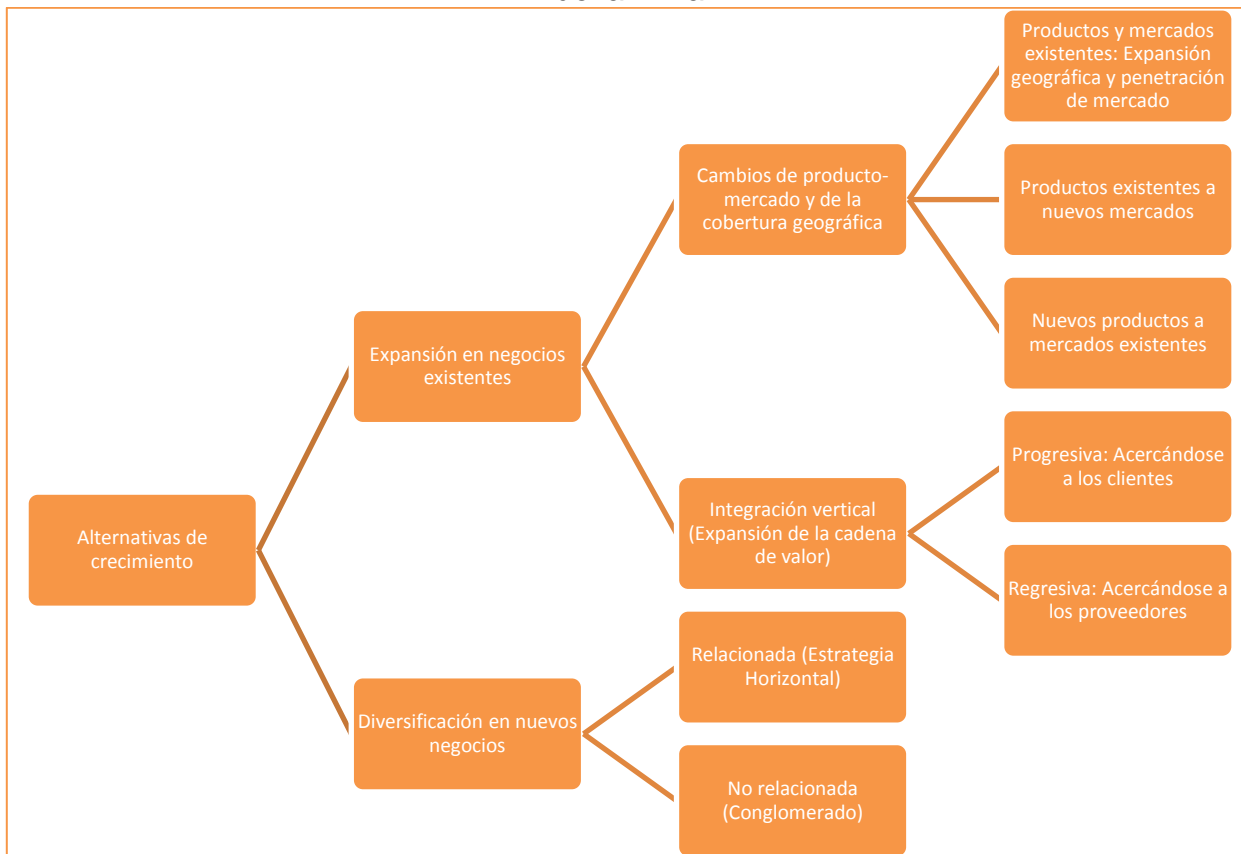 Productos y mercados
existentes: Expansión
geográfica y penetración
de mercado
Cambios de producto-
mercado y de la
cobertura geográfica
Productos existentes a
nuevos mercados
Nuevos productos a
mercados existentes
Expansión en negocios
existentes
Progresiva: Acercándose
a los clientes
Integración vertical
(Expansión de la cadena
de valor)
Regresiva: Acercándose a
los proveedores
Alternativas de
crecimiento
Relacionada (Estrategia
Horizontal)
Diversificación en nuevos
negocios
No relacionada
(Conglomerado)